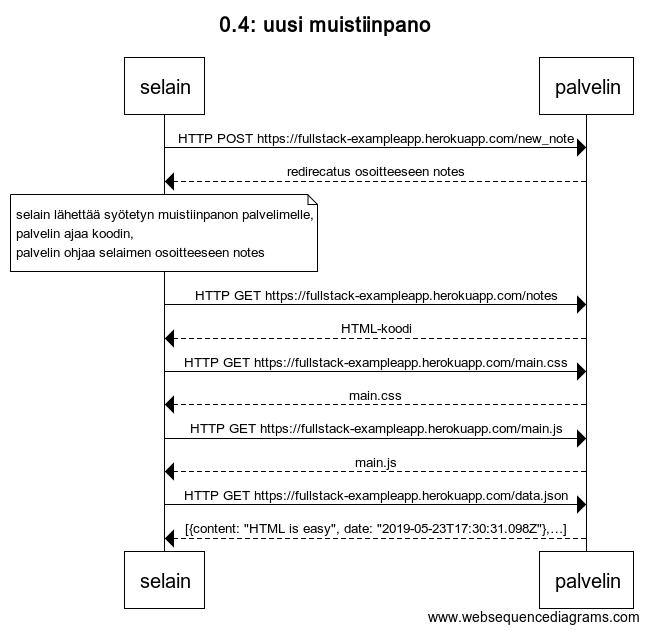 0.4: uusi muistiinpano
selain
palvelin
HTTP POST https://fullstack-exampleapp.herokuapp.com/new_note
redirecatus osoitteeseen notes
selain lähettää syötetyn muistiinpanon palvelimelle,
palvelin ajaa koodin,
palvelin ohjaa selaimen osoitteeseen notes
HTTP GET https://fullstack-exampleapp.herokuapp.com/notes
HTML-koodi
HTTP GET https://fullstack-exampleapp.herokuapp.com/main.css
main.css
HTTP GET https://fullstack-exampleapp.herokuapp.com/main.js
main.js
HTTP GET https://fullstack-exampleapp.herokuapp.com/data.json
[{content: "HTML is easy", date: "2019-05-23T17:30:31.098Z"},…]
selain
palvelin
www.websequencediagrams.com